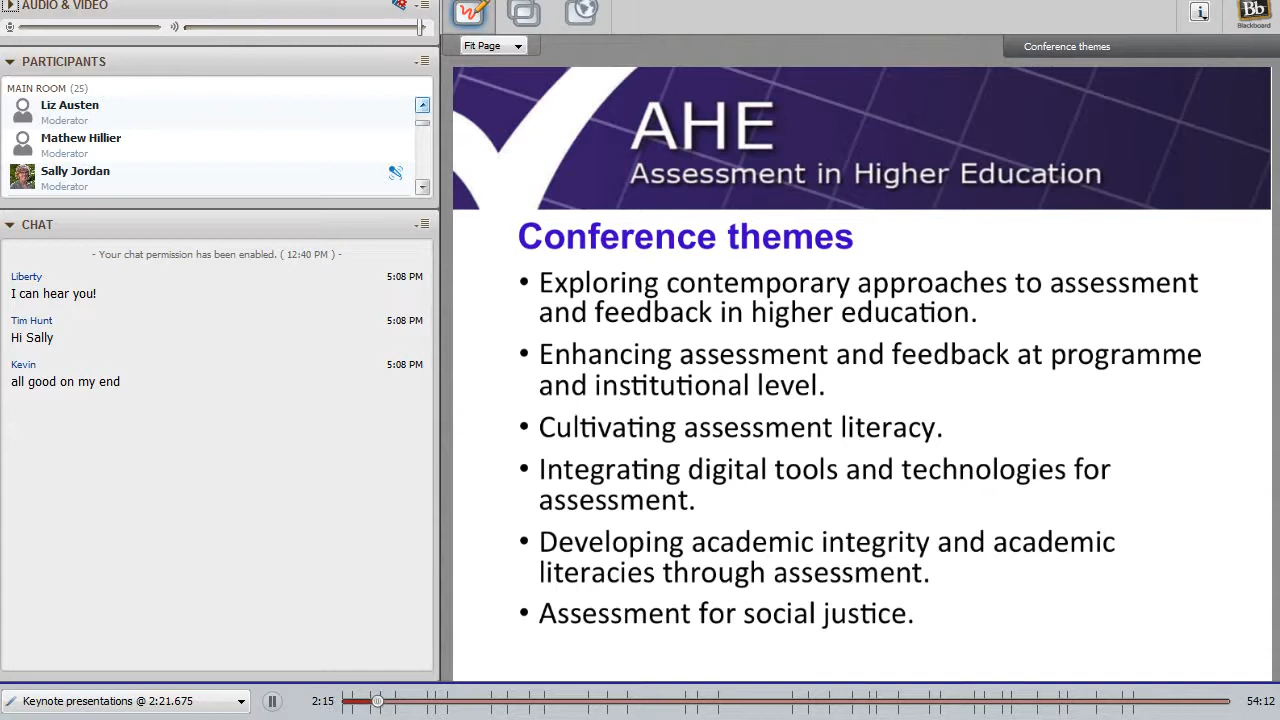 AUDIO & VIDEO
PARTICIPANTS
MAIN ROOM (25)
Liz Austen
Moderator
Mathew Hillier
Moderator
Sally Jordan
Moderator
CHAT
- Your chat permission has been enabled. ( 12:40 PM ) -
Liberty 5:08 PM
I can hear you!
Tim Hunt 5:08 PM
Hi Sally
Kevin 5:08 PM
all good on my end
Bb
Blackboard
Fit Page
Conference themes
AHE
Assessment in Higher Education
Conference themes
• Exploring contemporary approaches to assessment
and feedback in higher education.
• Enhancing assessment and feedback at programme
and institutional level.
• Cultivating assessment literacy.
• Integrating digital tools and technologies for
assessment.
• Developing academic integrity and academic
literacies through assessment.
• Assessment for social justice.
Keynote presentations @ 2:21.675
2:15
54:12